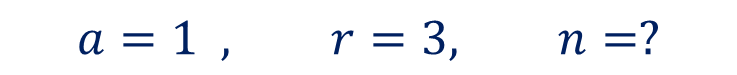 a = 1 , r = 3, n =?